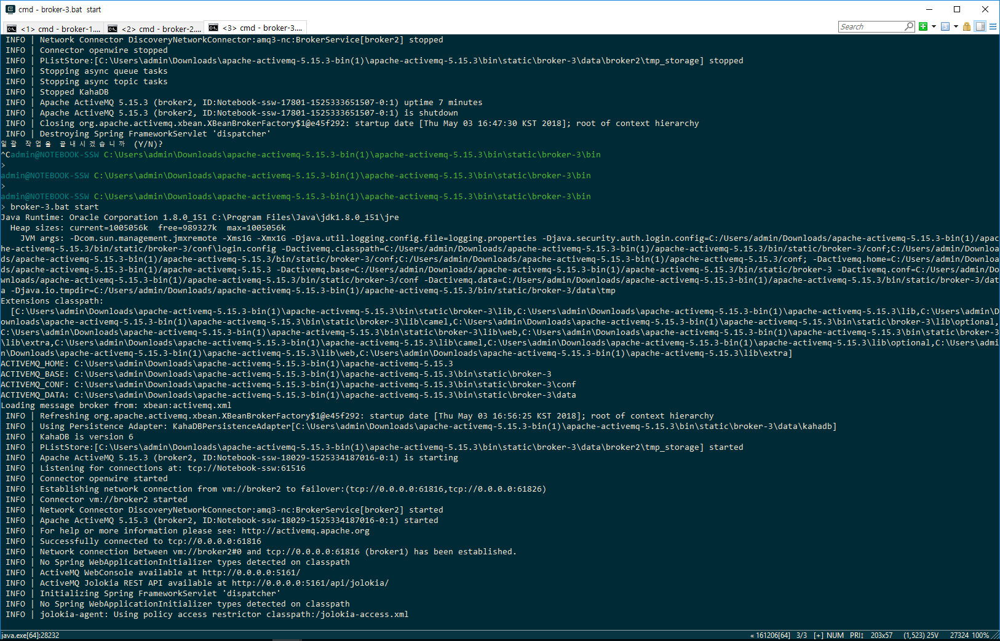 cmd - broker-3.bat  start
<1> cmd - broker-1.... <2> cmd - broker-2.... <3> cmd - broker-3.... Search
INFO | Network Connector DiscoveryNetworkConnector:amq3-nc:BrokerService[broker2] stopped
INFO | Connector openwire stopped
INFO | PListStore:[C:\Users\admin\Downloads\apache-activemq-5.15.3-bin(1)\apache-activemq-5.15.3\bin\static\broker-3\data\broker2\tmp_storage] stopped
INFO | Stopping async queue tasks
INFO | Stopping async topic tasks
INFO | Stopped KahaDB
INFO | Apache ActiveMQ 5.15.3 (broker2, ID:Notebook-ssw-17801-1525333651507-0:1) uptime 7 minutes
INFO | Apache ActiveMQ 5.15.3 (broker2, ID:Notebook-ssw-17801-1525333651507-0:1) is shutdown
INFO | Closing org.apache.activemq.xbean.XBeanBrokerFactory$1@e45f292: startup date [Thu May 03 16:47:30 KST 2018]; root of context hierarchy
INFO | Destroying Spring FrameworkServlet 'dispatcher'
일괄 작업을 끝내시겠습니까 (Y/N)?
^Cadmin@NOTEBOOK-SSW C:\Users\admin\Downloads\apache-activemq-5.15.3-bin(1)\apache-activemq-5.15.3\bin\static\broker-3\bin
>
admin@NOTEBOOK-SSW C:\Users\admin\Downloads\apache-activemq-5.15.3-bin(1)\apache-activemq-5.15.3\bin\static\broker-3\bin
>
admin@NOTEBOOK-SSW C:\Users\admin\Downloads\apache-activemq-5.15.3-bin(1)\apache-activemq-5.15.3\bin\static\broker-3\bin
> broker-3.bat start
Java Runtime: Oracle Corporation 1.8.0_151 C:\Program Files\Java\jdk1.8.0_151\jre
Heap sizes: current=1005056k  free=989327k  max=1005056k
JVM args: -Dcom.sun.management.jmxremote -Xms1G -Xmx1G -Djava.util.logging.config.file=logging.properties -Djava.security.auth.login.config=C:/Users/admin/Downloads/apache-activemq-5.15.3-bin(1)/apac
he-activemq-5.15.3/bin/static/broker-3/conf\login.config -Dactivemq.classpath=C:/Users/admin/Downloads/apache-activemq-5.15.3-bin(1)/apache-activemq-5.15.3/bin/static/broker-3/conf;C:/Users/admin/Downloa
ds/apache-activemq-5.15.3-bin(1)/apache-activemq-5.15.3/bin/static/broker-3/conf;C:/Users/admin/Downloads/apache-activemq-5.15.3-bin(1)/apache-activemq-5.15.3/conf; -Dactivemq.home=C:/Users/admin/Downloa
ds/apache-activemq-5.15.3-bin(1)/apache-activemq-5.15.3 -Dactivemq.base=C:/Users/admin/Downloads/apache-activemq-5.15.3-bin(1)/apache-activemq-5.15.3/bin/static/broker-3 -Dactivemq.conf=C:/Users/admin/Do
wnloads/apache-activemq-5.15.3-bin(1)/apache-activemq-5.15.3/bin/static/broker-3/conf -Dactivemq.data=C:/Users/admin/Downloads/apache-activemq-5.15.3-bin(1)/apache-activemq-5.15.3/bin/static/broker-3/dat
a -Djava.io.tmpdir=C:/Users/admin/Downloads/apache-activemq-5.15.3-bin(1)/apache-activemq-5.15.3/bin/static/broker-3/data\tmp
Extensions classpath:
[C:\Users\admin\Downloads\apache-activemq-5.15.3-bin(1)\apache-activemq-5.15.3\bin\static\broker-3\lib,C:\Users\admin\Downloads\apache-activemq-5.15.3-bin(1)\apache-activemq-5.15.3\lib,C:\Users\admin\D
ownloads\apache-activemq-5.15.3-bin(1)\apache-activemq-5.15.3\bin\static\broker-3\lib\camel,C:\Users\admin\Downloads\apache-activemq-5.15.3-bin(1)\apache-activemq-5.15.3\bin\static\broker-3\lib\optional,
C:\Users\admin\Downloads\apache-activemq-5.15.3-bin(1)\apache-activemq-5.15.3\bin\static\broker-3\lib\web,C:\Users\admin\Downloads\apache-activemq-5.15.3-bin(1)\apache-activemq-5.15.3\bin\static\broker-3
\lib\extra,C:\Users\admin\Downloads\apache-activemq-5.15.3-bin(1)\apache-activemq-5.15.3\lib\camel,C:\Users\admin\Downloads\apache-activemq-5.15.3-bin(1)\apache-activemq-5.15.3\lib\optional,C:\Users\admi
n\Downloads\apache-activemq-5.15.3-bin(1)\apache-activemq-5.15.3\lib\web,C:\Users\admin\Downloads\apache-activemq-5.15.3-bin(1)\apache-activemq-5.15.3\lib\extra]
ACTIVEMQ_HOME: C:\Users\admin\Downloads\apache-activemq-5.15.3-bin(1)\apache-activemq-5.15.3
ACTIVEMQ_BASE: C:\Users\admin\Downloads\apache-activemq-5.15.3-bin(1)\apache-activemq-5.15.3\bin\static\broker-3
ACTIVEMQ_CONF: C:\Users\admin\Downloads\apache-activemq-5.15.3-bin(1)\apache-activemq-5.15.3\bin\static\broker-3\conf
ACTIVEMQ_DATA: C:\Users\admin\Downloads\apache-activemq-5.15.3-bin(1)\apache-activemq-5.15.3\bin\static\broker-3\data
Loading message broker from: xbean:activemq.xml
INFO | Refreshing org.apache.activemq.xbean.XBeanBrokerFactory$1@e45f292: startup date [Thu May 03 16:56:25 KST 2018]; root of context hierarchy
INFO | Using Persistence Adapter: KahaDBPersistenceAdapter[C:\Users\admin\Downloads\apache-activemq-5.15.3-bin(1)\apache-activemq-5.15.3\bin\static\broker-3\data\kahadb]
INFO | KahaDB is version 6
INFO | PListStore:[C:\Users\admin\Downloads\apache-activemq-5.15.3-bin(1)\apache-activemq-5.15.3\bin\static\broker-3\data\broker2\tmp_storage] started
INFO | Apache ActiveMQ 5.15.3 (broker2, ID:Notebook-ssw-18029-1525334187016-0:1) is starting
INFO | Listening for connections at: tcp://Notebook-ssw:61516
INFO | Connector openwire started
INFO | Establishing network connection from vm://broker2 to failover:(tcp://0.0.0.0:61816,tcp://0.0.0.0:61826)
INFO | Connector vm://broker2 started
INFO | Network Connector DiscoveryNetworkConnector:amq3-nc:BrokerService[broker2] started
INFO | Apache ActiveMQ 5.15.3 (broker2, ID:Notebook-ssw-18029-1525334187016-0:1) started
INFO | For help or more information please see: http://activemq.apache.org
INFO | Successfully connected to tcp://0.0.0.0:61816
INFO | Network connection between vm://broker2#0 and tcp://0.0.0.0:61816 (broker1) has been established.
INFO | No Spring WebApplicationInitializer types detected on classpath
INFO | ActiveMQ WebConsole available at http://0.0.0.0:5161/
INFO | ActiveMQ Jolokia REST API available at http://0.0.0.0:5161/api/jolokia/
INFO | Initializing Spring FrameworkServlet 'dispatcher'
INFO | No Spring WebApplicationInitializer types detected on classpath
INFO | jolokia-agent: Using policy access restrictor classpath:/jolokia-access.xml
java.exe[64]:28232 « 161206[64] 3/3 [+] NUM PRI↕ 203x57 (1,523) 25V 27324 100%